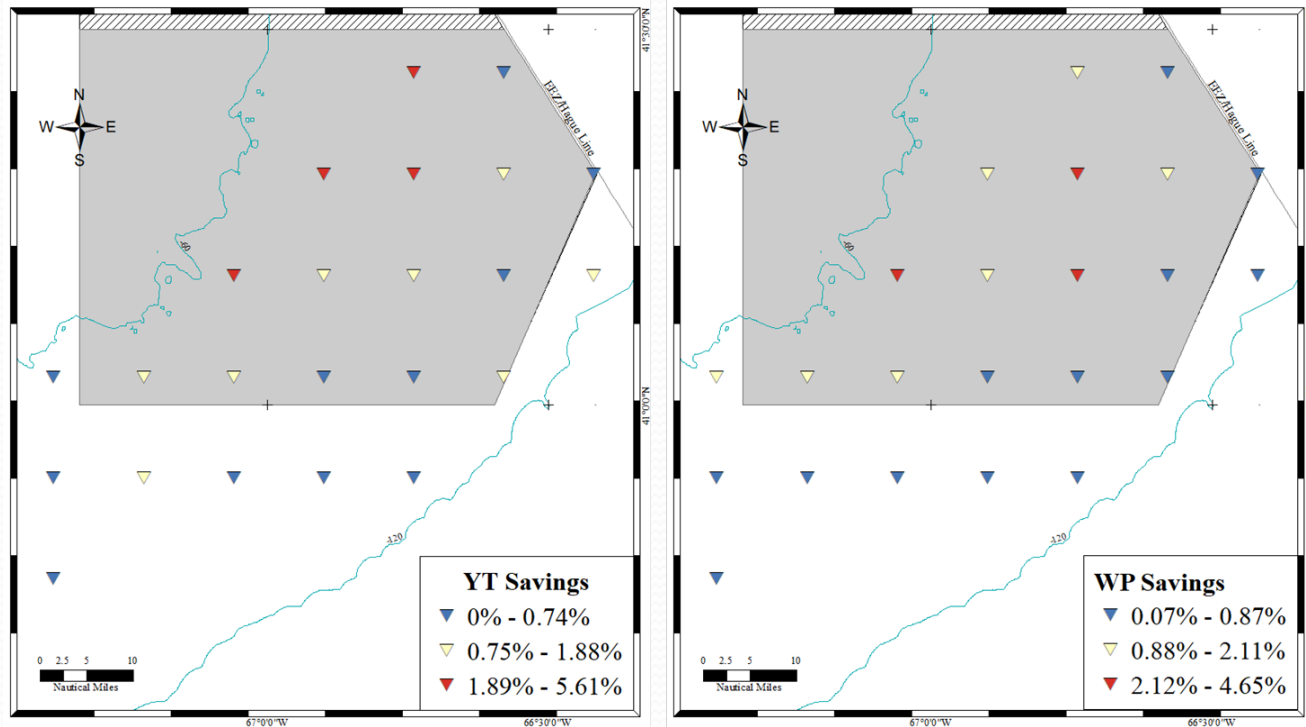 41°30'0"N
N
W E
S
EEZ/Hague Line
-60
41°0'0"N
-120
YT Savings
0% - 0.74%
0.75% - 1.88%
1.89% - 5.61%
0 2.5 5 10
Nautical Miles
67°0'0"W 66°30'0"W
N
W E
S
EEZ/Hague Line
-60
-120
WP Savings
0.07% - 0.87%
0.88% - 2.11%
2.12% - 4.65%
0 2.5 5 10
Nautical Miles
67°0'0"W 66°30'0"W